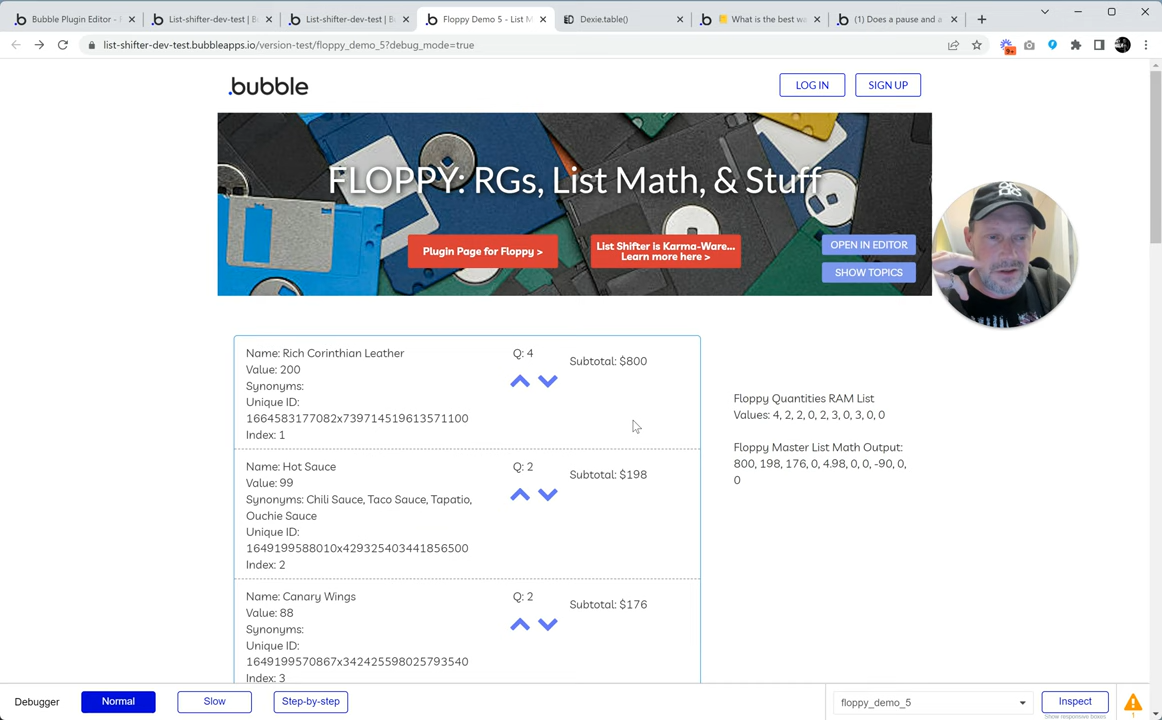 Bubble Plugin Editor -
List-shifter-dev-test | B
List-shifter-dev-test | B
Floppy Demo 5 - List M
Dexie.table()
What is the best wa
(1) Does a pause and a
list-shifter-dev-test.bubbleapps.io/version-test/floppy_demo_5?debug_mode=true
9+
.bubble
LOG IN
SIGN UP
FLOPPY: RGs, List Math, & Stuff
Plugin Page for Floppy >
List Shifter is Karma-Ware...
Learn more here >
OPEN IN EDITOR
SHOW TOPICS
Name: Rich Corinthian Leather
Value: 200
Synonyms:
Unique ID:
1664583177082x739714519613571100
Index: 1
Q: 4
Subtotal: $800
Name: Hot Sauce
Value: 99
Synonyms: Chili Sauce, Taco Sauce, Tapatio,
Ouchie Sauce
Unique ID:
1649199588010x429325403441856500
Index: 2
Q: 2
Subtotal: $198
Name: Canary Wings
Value: 88
Synonyms:
Unique ID:
1649199570867x342425598025793540
Index: 3
Q: 2
Subtotal: $176
Floppy Quantities RAM List
Values: 4, 2, 2, 0, 2, 3, 0, 3, 0, 0
Floppy Master List Math Output:
800, 198, 176, 0, 4.98, 0, 0, -90, 0,
0
Debugger
Normal
Slow
Step-by-step
floppy_demo_5
Inspect
Show responsive boxes